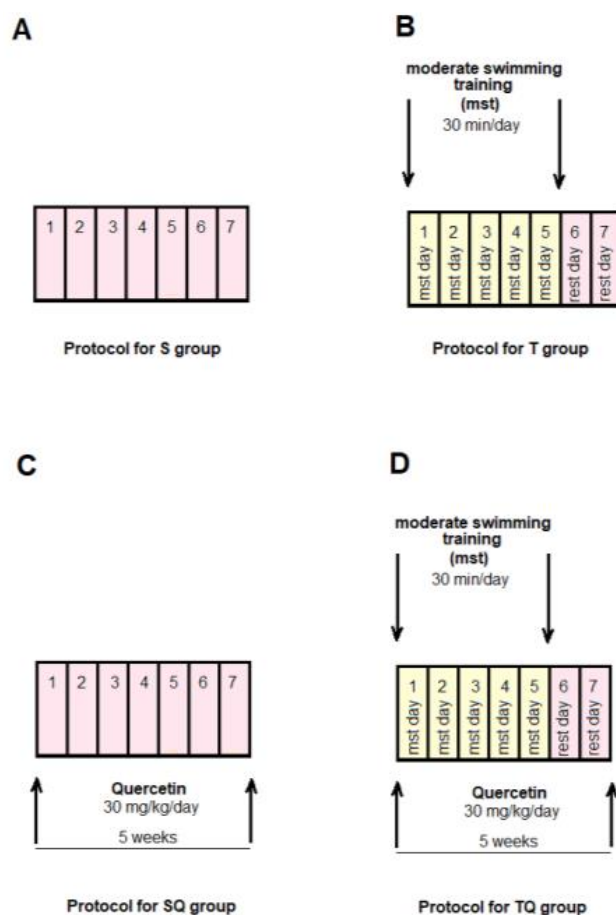 A
1 2 3 4 5 6 7
Protocol for S group
B
moderate swimming
training
(mst)
30 min/day
1 2 3 4 5 6 7
mst day mst day mst day mst day mst day rest day rest day
Protocol for T group
C
1 2 3 4 5 6 7
Quercetin
30 mg/kg/day
5 weeks
Protocol for SQ group
D
moderate swimming
training
(mst)
30 min/day
1 2 3 4 5 6 7
mst day mst day mst day mst day mst day rest day rest day
Quercetin
30 mg/kg/day
5 weeks
Protocol for TQ group